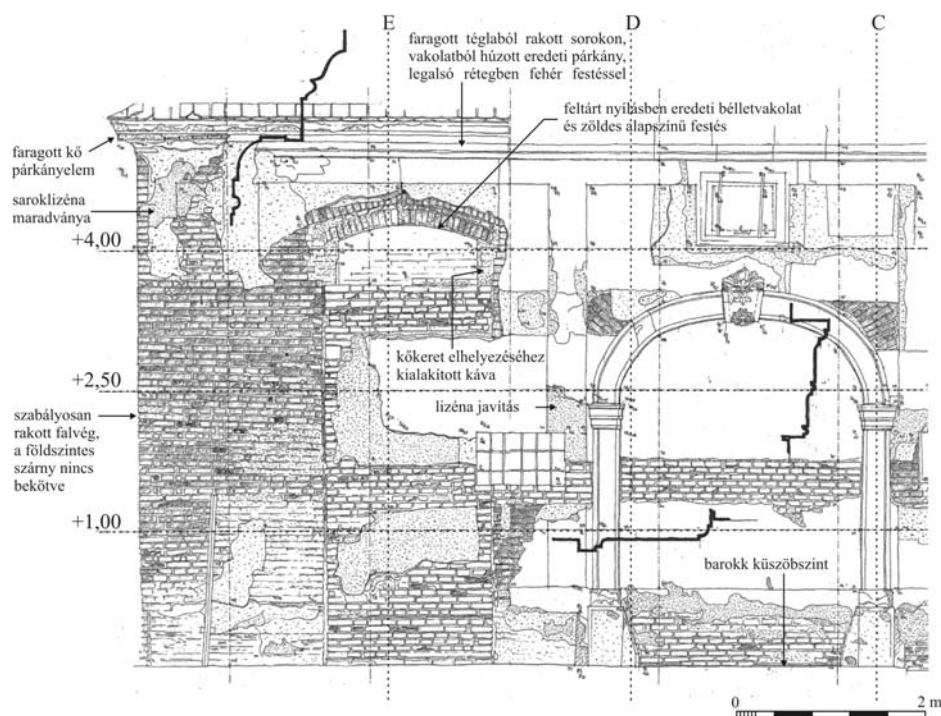 E
D
C
faragott téglaból rakott sorokon,
vakolatból húzott eredeti párkány,
legalsó rétegben fehér festéssel
feltárt nyílásben eredeti bélletvakolat
és zöldes alapszínű festés
faragott kő
párkányelem
saroklizéna
maradványa
+4,00
kőkeret elhelyezéséhez
kialakított káva
+2,50
lizéna javítás
szabályosan
rakott falvég,
a földszintes
szárny nincs
bekötve
+1,00
barokk küszöbszint
0
2 m